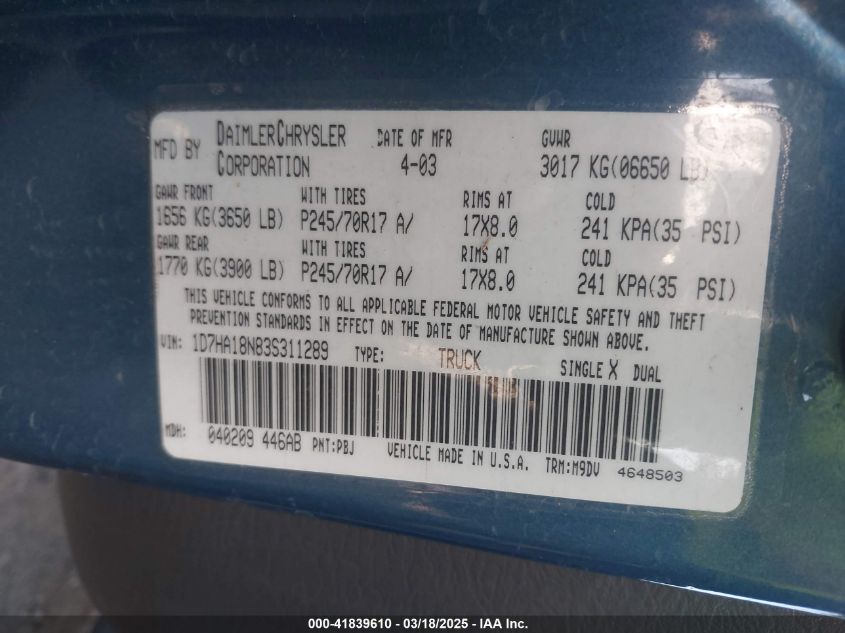 MFD BY DAIMLERCHRYSLER CORPORATION DATE OF MFR 4-03 GVWR 3017 KG(06650 LB)
GAWR FRONT WITH TIRES RIMS AT COLD
1656 KG(3650 LB) P245/70R17 A/ 17X8.0 241 KPA(35 PSI)
GAWR REAR WITH TIRES RIMS AT COLD
1770 KG(3900 LB) P245/70R17 A/ 17X8.0 241 KPA(35 PSI)
THIS VEHICLE CONFORMS TO ALL APPLICABLE FEDERAL MOTOR VEHICLE SAFETY AND THEFT
PREVENTION STANDARDS IN EFFECT ON THE DATE OF MANUFACTURE SHOWN ABOVE.
VIN: 1D7HA18N83S311289 TYPE: TRUCK SINGLE X DUAL
MDH: 040209 446AB PNT:PBJ VEHICLE MADE IN U.S.A. TRM:M9DV 4648503
000-41839610 - 03/18/2025 - IAA Inc.